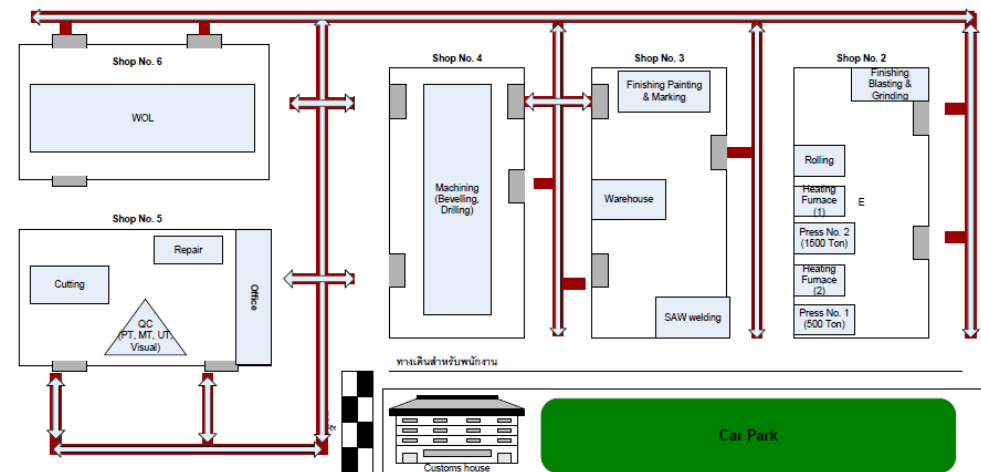 Shop No. 6
WOL
Shop No. 4
Machining
(Bevelling,
Drilling)
Shop No. 3
Finishing Painting
& Marking
Warehouse
SAW welding
Shop No. 2
Finishing
Blasting &
Grinding
Rolling
Heating
Furnace
(1)
E
Press No. 2
(1500 Ton)
Heating
Furnace
(2)
Press No. 1
(500 Ton)
Shop No. 5
Repair
Cutting
Office
QC
(PT, MT, UT,
Visual)
ทางเดินสำหรับพนักงาน
Customs house
Car Park